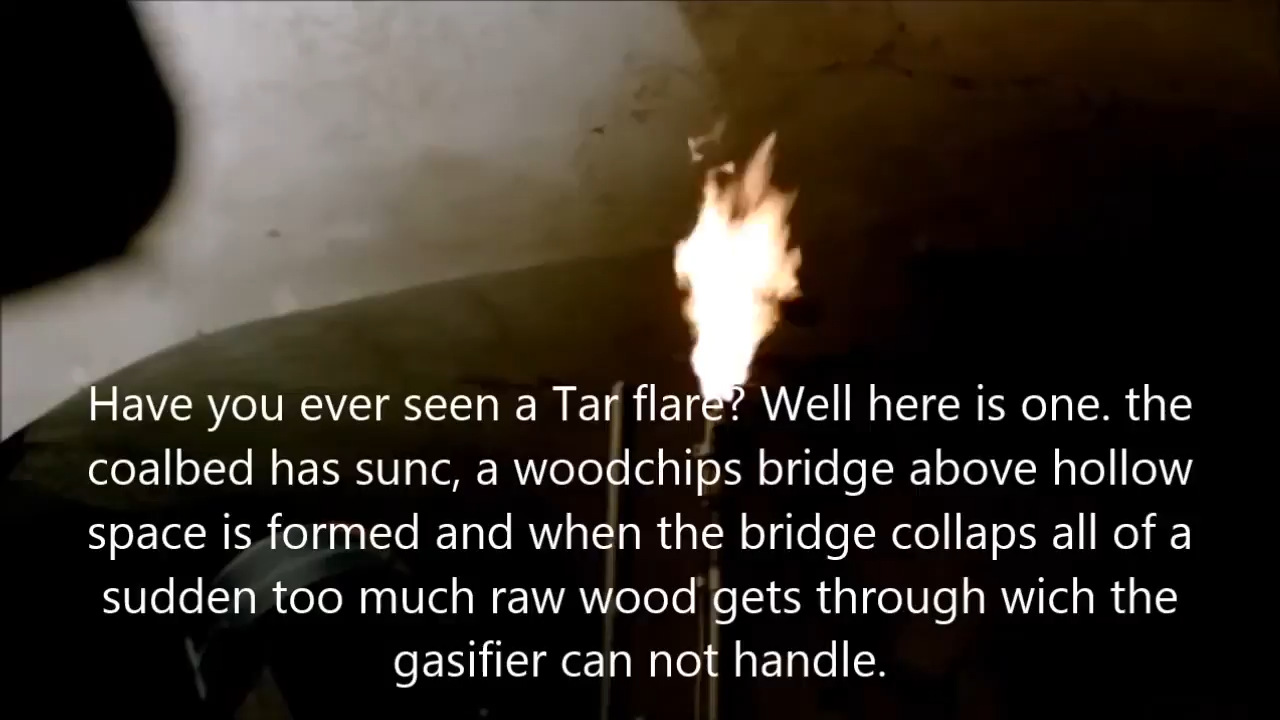 Have you ever seen a Tar flare? Well here is one. the
coalbed has sunc, a woodchips bridge above hollow
space is formed and when the bridge collaps all of a
sudden too much raw wood gets through wich the
gasifier can not handle.